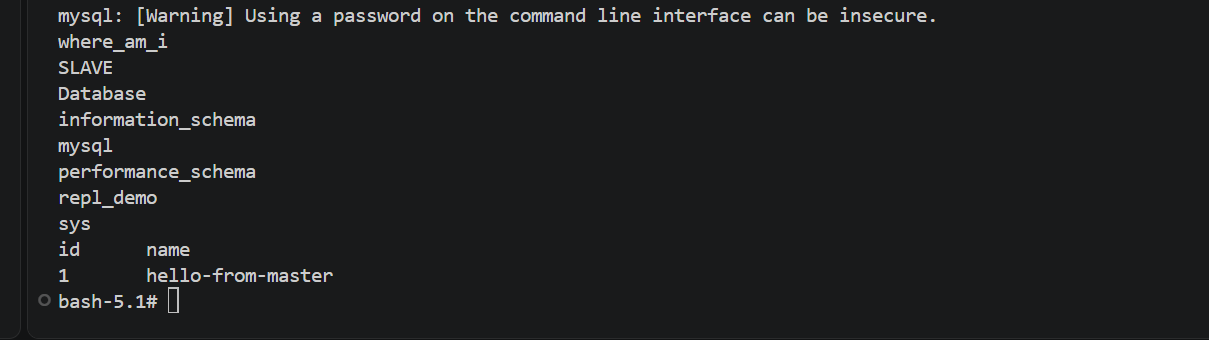 mysql: [Warning] Using a password on the command line interface can be insecure.
where_am_i
SLAVE
Database
information_schema
mysql
performance_schema
repl_demo
sys
id      name
1       hello-from-master
bash-5.1#